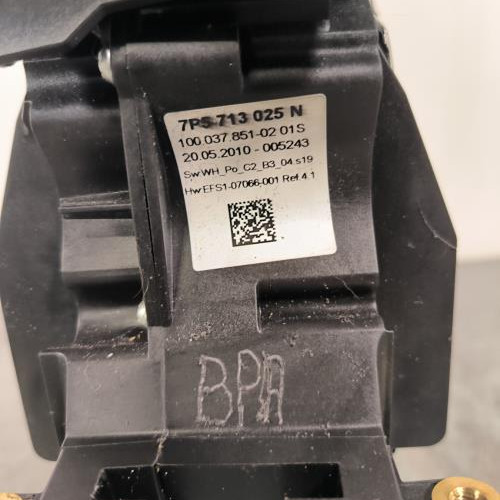 7P5 713 025 N
100 037 851-02 01S
20.05.2010 - 005243
SwWH_Po_C2_B3_04.s19
HwEFS1-07066-001 Ref.4.1
BPA